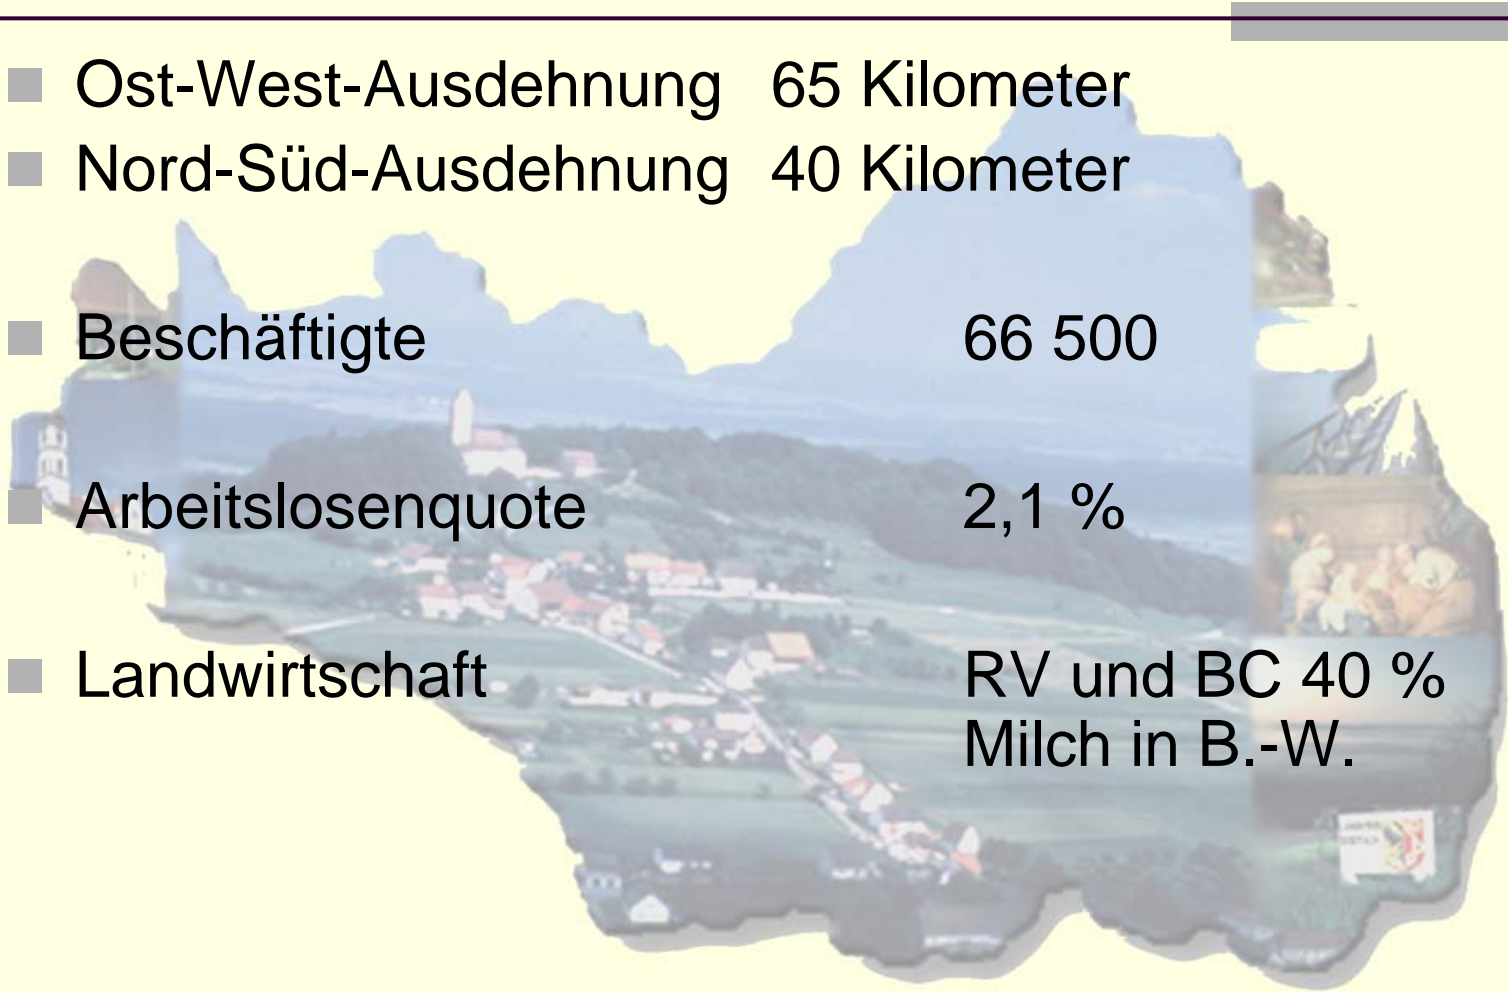 Ost-West-Ausdehnung 65 Kilometer
Nord-Süd-Ausdehnung 40 Kilometer
Beschäftigte 66 500
Arbeitslosenquote 2,1 %
Landwirtschaft RV und BC 40 %
Milch in B.-W.